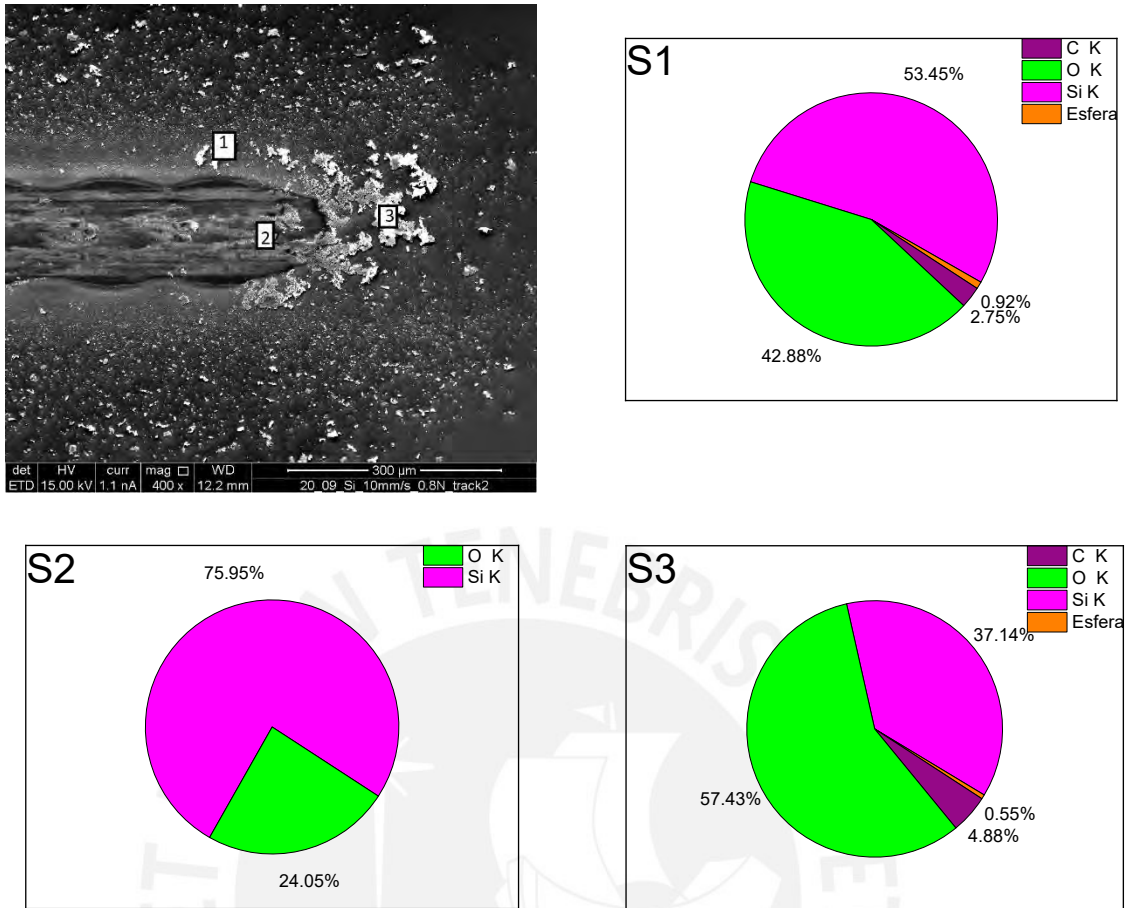 1
2
3
det HV curr mag WD 300 µm
ETD 15.00 kV 1.1 nA 400 x 12.2 mm 20_09_Si_10mm/s_0.8N_track2
S1
C K
O K
Si K
Esfera
53.45%
0.92%
2.75%
42.88%
S2
O K
Si K
75.95%
24.05%
S3
C K
O K
Si K
Esfera
37.14%
57.43%
0.55%
4.88%
TENEBRIS